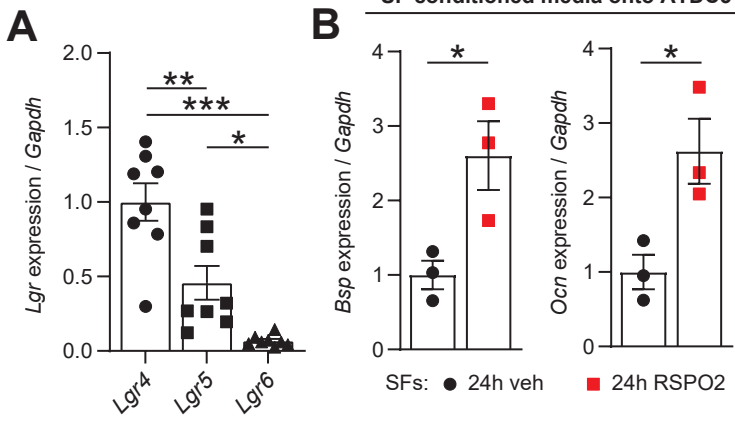 A
B
2.0
1.5
1.0
0.5
0.0
Lgr expression / Gapdh
**
***
*
Lgr4
Lgr5
Lgr6
4
3
2
1
0
Bsp expression / Gapdh
*
4
3
2
1
0
Ocn expression / Gapdh
*
SFs: ● 24h veh ■ 24h RSPO2